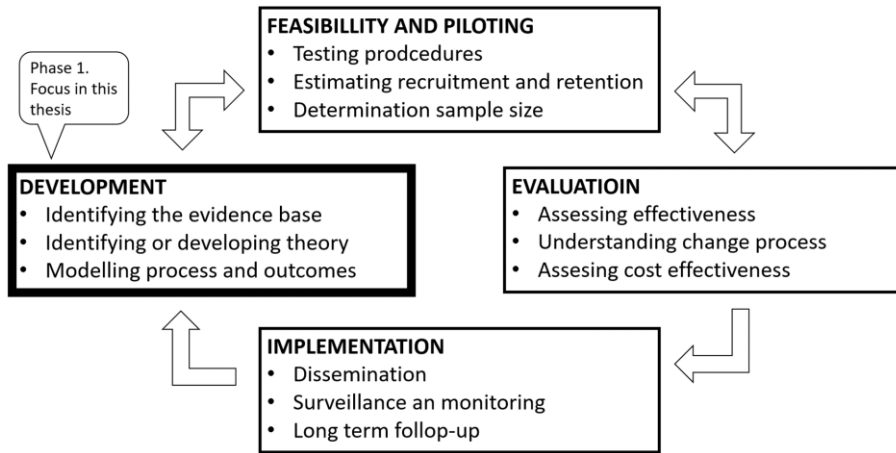 FEASIBILLITY AND PILOTING
• Testing prodcedures
• Estimating recruitment and retention
• Determination sample size
Phase 1.
Focus in this
thesis
DEVELOPMENT
• Identifying the evidence base
• Identifying or developing theory
• Modelling process and outcomes
EVALUATIOIN
• Assessing effectiveness
• Understanding change process
• Assesing cost effectiveness
IMPLEMENTATION
• Dissemination
• Surveillance an monitoring
• Long term follop-up